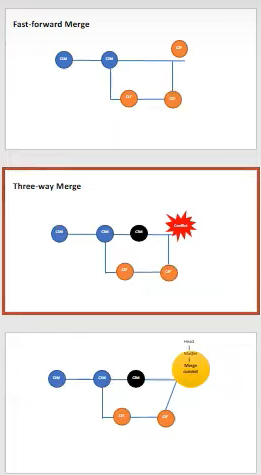 Fast-forward Merge
C/F
C/M
C/M
C/F
C/F
Three-way Merge
C/M
C/M
C/M
Conflict
C/F
C/F
Head
Master
Merge
commit
C/M
C/M
C/M
C/F
C/F